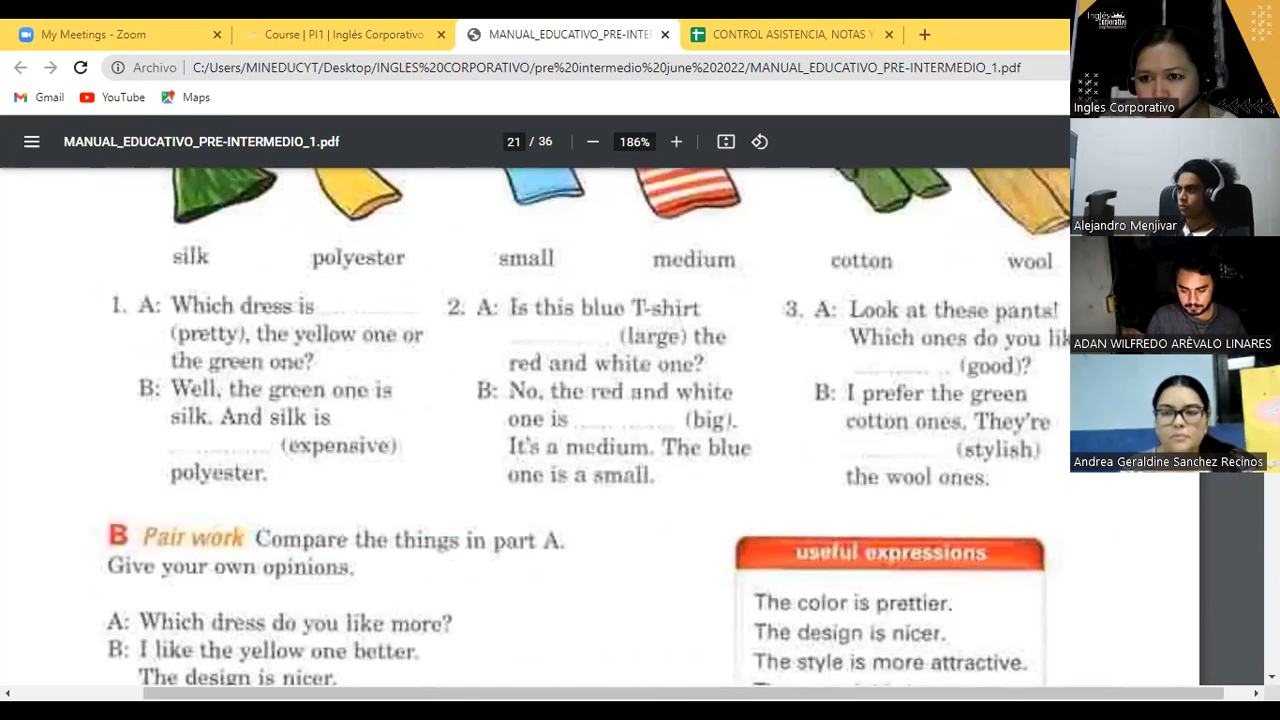 My Meetings - Zoom
Course | PI1 | Inglés Corporativo
MANUAL_EDUCATIVO_PRE-INTE
CONTROL ASISTENCIA, NOTAS Y
Archivo
C:/Users/MINEDUCYT/Desktop/INGLES%20CORPORATIVO/pre%20intermedio%20june%202022/MANUAL_EDUCATIVO_PRE-INTERMEDIO_1.pdf
Gmail
YouTube
Maps
MANUAL_EDUCATIVO_PRE-INTERMEDIO_1.pdf
21 / 36
186%
silk
polyester
small
medium
cotton
wool
1. A: Which dress is
(pretty), the yellow one or
the green one?
B: Well, the green one is
silk. And silk is
(expensive)
polyester.
2. A: Is this blue T-shirt
(large) the
red and white one?
B: No, the red and white
one is (big).
It's a medium. The blue
one is a small.
3. A: Look at these pants!
Which ones do you lik
(good)?
B: I prefer the green
cotton ones. They're
(stylish)
the wool ones.
B Pair work Compare the things in part A.
Give your own opinions.
A: Which dress do you like more?
B: I like the yellow one better.
The design is nicer.
useful expressions
The color is prettier.
The design is nicer.
The style is more attractive.
Inglés
Corporativo
Ingles Corporativo
Alejandro Menjivar
ADAN WILFREDO ARÈVALO LINARES
Andrea Geraldine Sanchez Recinos